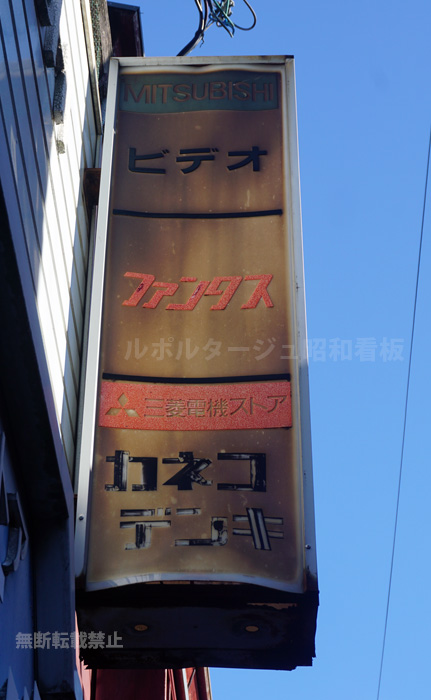 MITSUBISHI
ビデオ
ファンタス
ルポルタージュ昭和看板
三菱電機ストア
カネコ
デンキ
無断転載禁止